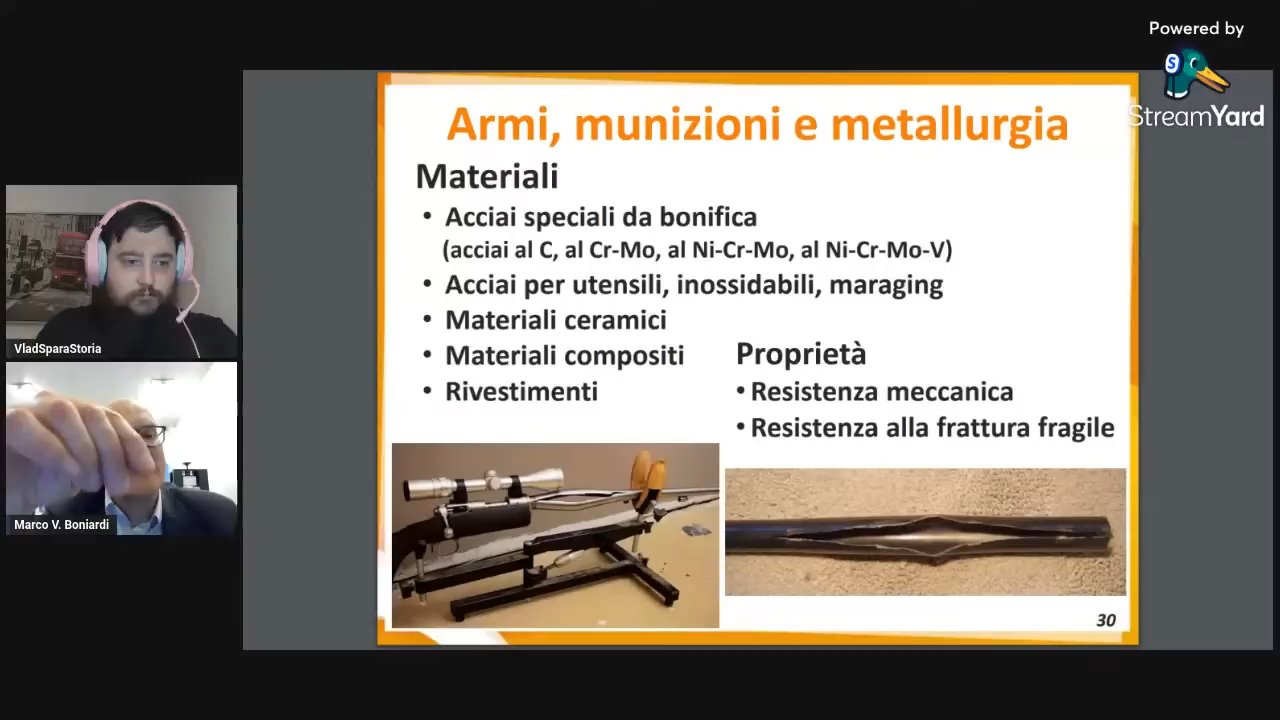 Powered by
S
StreamYard
Armi, munizioni e metallurgia
Materiali
• Acciai speciali da bonifica
(acciai al C, al Cr-Mo, al Ni-Cr-Mo, al Ni-Cr-Mo-V)
• Acciai per utensili, inossidabili, maraging
• Materiali ceramici
• Materiali compositi
• Rivestimenti
Proprietà
• Resistenza meccanica
• Resistenza alla frattura fragile
30
VladSparaStoria
Marco V. Boniardi